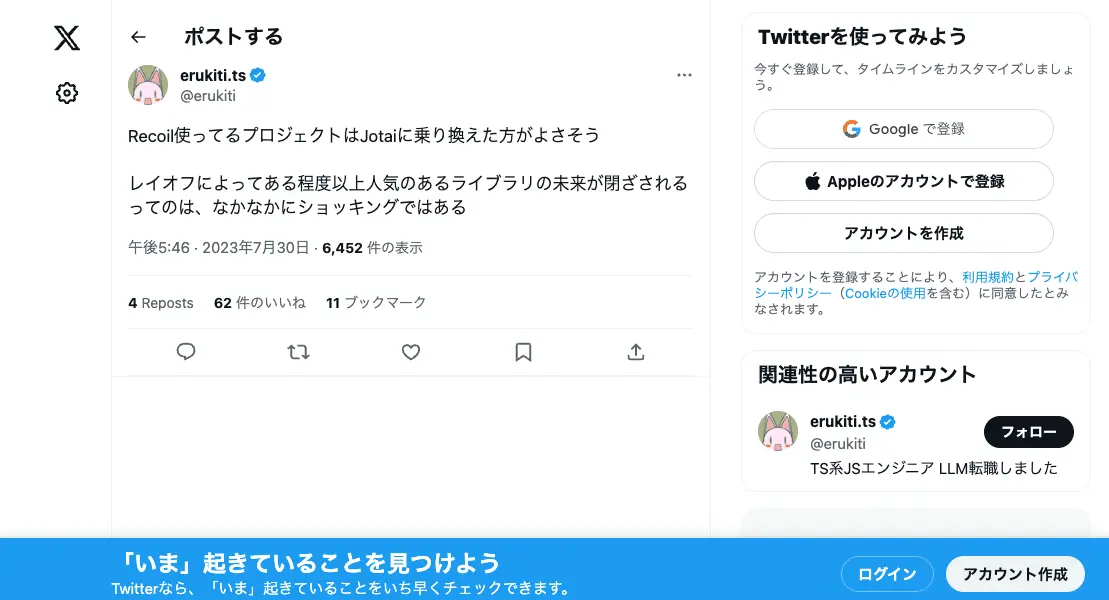 ポストする
erukiti.ts
@erukiti
Recoil使ってるプロジェクトはJotaiに乗り換えた方がよさそう
レイオフによってある程度以上人気のあるライブラリの未来が閉ざされる
ってのは、なかなかにショッキングではある
午後5:46 · 2023年7月30日 · 6,452 件の表示
4 Reposts 62 件のいいね 11 ブックマーク
Twitterを使ってみよう
今すぐ登録して、タイムラインをカスタマイズしましょ
う。
Google で登録
Appleのアカウントで登録
アカウントを作成
アカウントを登録することにより、利用規約とプライバ
シーポリシー（Cookieの使用を含む）に同意したとみ
なされます。
関連性の高いアカウント
erukiti.ts
@erukiti
フォロー
TS系JSエンジニア LLM転職しました
「いま」起きていることを見つけよう
Twitterなら、「いま」起きていることをいち早くチェックできます。
ログイン
アカウント作成